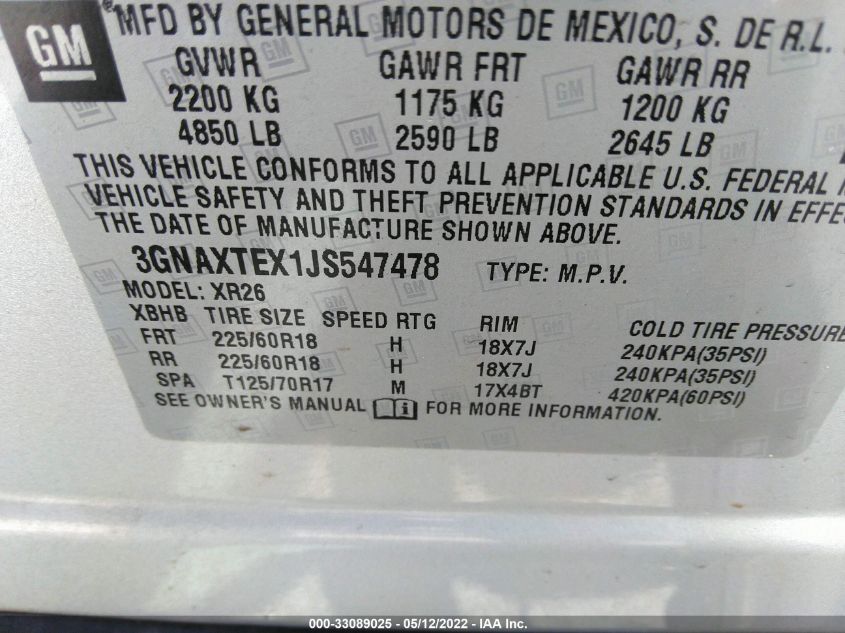 GM
MFD BY GENERAL MOTORS DE MEXICO, S. DE R.L.
GVWR GAWR FRT GAWR RR
2200 KG 1175 KG 1200 KG
4850 LB 2590 LB 2645 LB
THIS VEHICLE CONFORMS TO ALL APPLICABLE U.S. FEDERAL
VEHICLE SAFETY AND THEFT PREVENTION STANDARDS IN EFFE
THE DATE OF MANUFACTURE SHOWN ABOVE.
3GNAXTEX1JS547478 TYPE: M.P.V.
MODEL: XR26
XBHB TIRE SIZE SPEED RTG RIM COLD TIRE PRESSURE
FRT 225/60R18 H 18X7J 240KPA(35PSI)
RR 225/60R18 H 18X7J 240KPA(35PSI)
SPA T125/70R17 M 17X4BT 420KPA(60PSI)
SEE OWNER'S MANUAL FOR MORE INFORMATION.
000-33089025 - 05/12/2022 - IAA Inc.